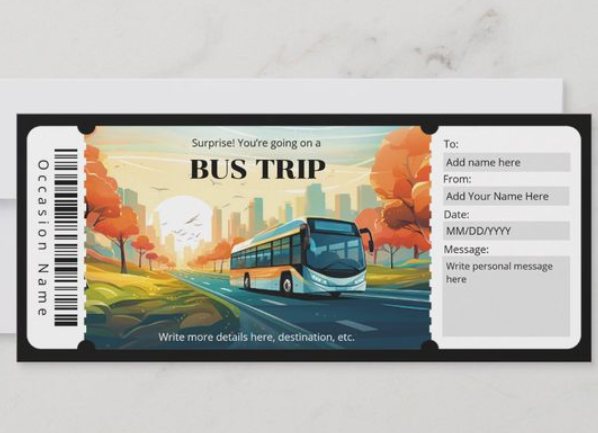 Occasion Name
Surprise! You're going on a
BUS TRIP
Write more details here, destination, etc.
To:
Add name here
From:
Add Your Name Here
Date:
MM/DD/YYYY
Message:
Write personal message
here